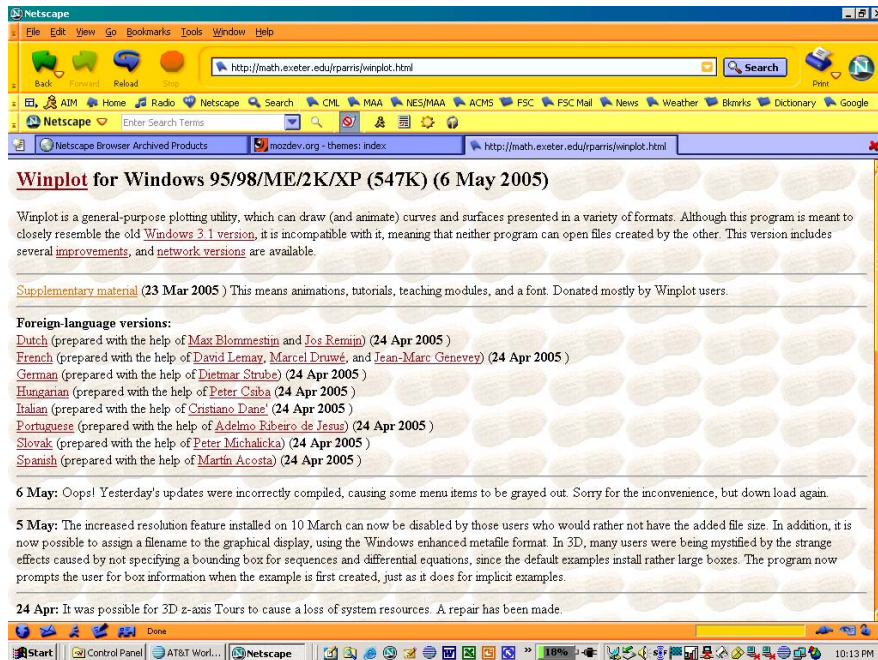 Netscape
File Edit View Go Bookmarks Tools Window Help
http://math.exeter.edu/rparris/winplot.html
Search
Back Forward Reload Stop
Print
AIM Home Radio Netscape Search CML MAA NES/MAA ACMS FSC FSC Mail News Weather Bkmrks Dictionary Google
Netscape Enter Search Terms
Netscape Browser Archived Products mozdev.org - themes: index http://math.exeter.edu/rparris/winplot.html
Winplot for Windows 95/98/ME/2K/XP (547K) (6 May 2005)
Winplot is a general-purpose plotting utility, which can draw (and animate) curves and surfaces presented in a variety of formats. Although this program is meant to
closely resemble the old Windows 3.1 version, it is incompatible with it, meaning that neither program can open files created by the other. This version includes
several improvements, and network versions are available.
Supplementary material (23 Mar 2005 ) This means animations, tutorials, teaching modules, and a font. Donated mostly by Winplot users.
Foreign-language versions:
Dutch (prepared with the help of Max Blommestijn and Jos Remijn) (24 Apr 2005 )
French (prepared with the help of David Lemay, Marcel Druwé, and Jean-Marc Genevey) (24 Apr 2005 )
German (prepared with the help of Dietmar Strube) (24 Apr 2005 )
Hungarian (prepared with the help of Peter Csiba (24 Apr 2005 )
Italian (prepared with the help of Cristiano Dane' (24 Apr 2005 )
Portuguese (prepared with the help of Adelmo Ribeiro de Jesus) (24 Apr 2005 )
Slovak (prepared with the help of Peter Michalicka) (24 Apr 2005 )
Spanish (prepared with the help of Martín Acosta) (24 Apr 2005 )
6 May: Oops! Yesterday's updates were incorrectly compiled, causing some menu items to be grayed out. Sorry for the inconvenience, but down load again.
5 May: The increased resolution feature installed on 10 March can now be disabled by those users who would rather not have the added file size. In addition, it is
now possible to assign a filename to the graphical display, using the Windows enhanced metafile format. In 3D, many users were being mystified by the strange
effects caused by not specifying a bounding box for sequences and differential equations, since the default examples install rather large boxes. The program now
prompts the user for box information when the example is first created, just as it does for implicit examples.
24 Apr: It was possible for 3D z-axis Tours to cause a loss of system resources. A repair has been made.
Done
Start Control Panel AT&T Worl... Netscape 18% 10:13 PM